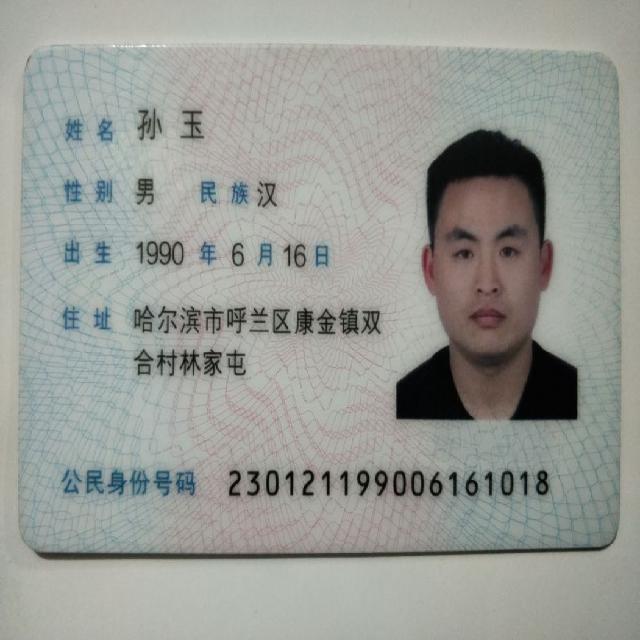 姓名 孙玉
性别 男 民族 汉
出生 1990 年 6 月 16 日
住址 哈尔滨市呼兰区康金镇双
合村林家屯
公民身份号码 230121199006161018